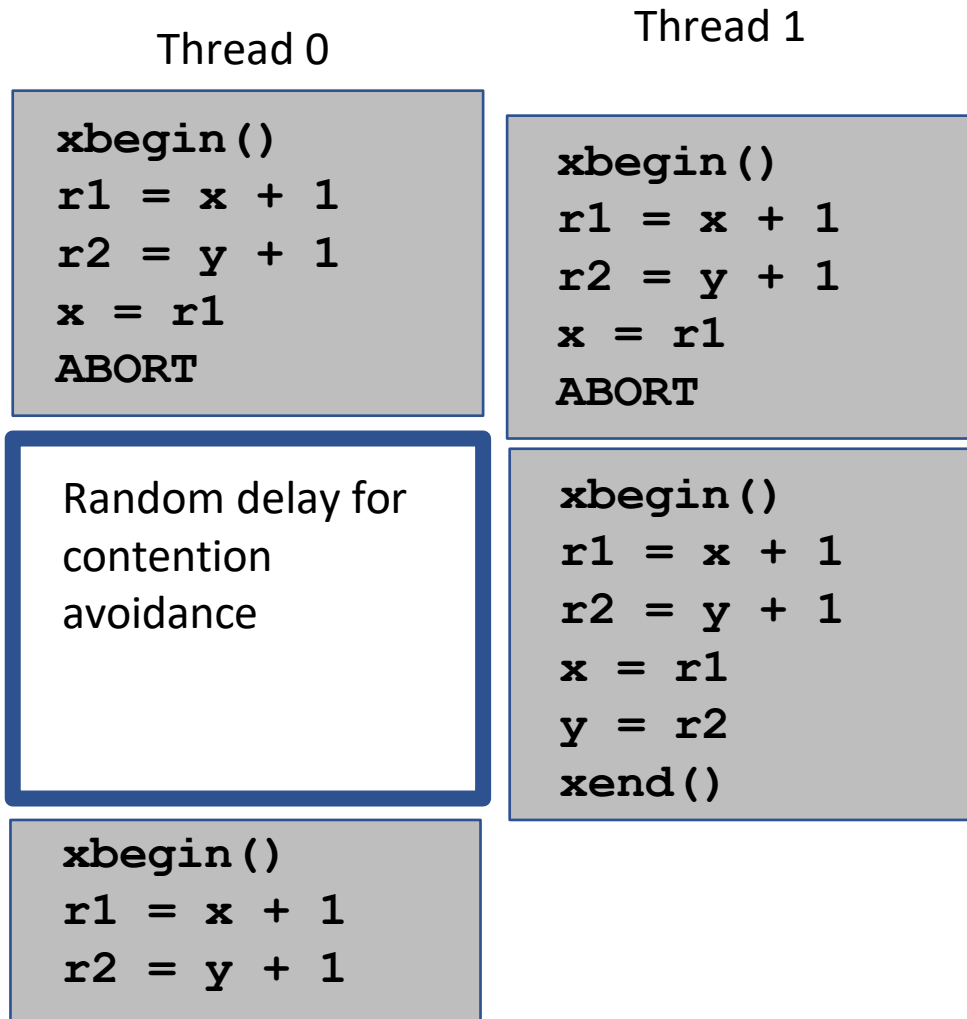 Thread 0
xbegin()
r1 = x + 1
r2 = y + 1
x = r1
ABORT
Random delay for
contention
avoidance
xbegin()
r1 = x + 1
r2 = y + 1
Thread 1
xbegin()
r1 = x + 1
r2 = y + 1
x = r1
ABORT
xbegin()
r1 = x + 1
r2 = y + 1
x = r1
y = r2
xend()